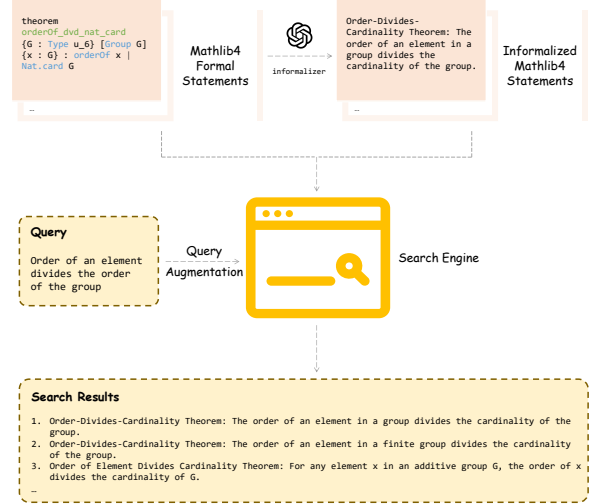 theorem
orderOf_dvd_nat_card
{G : Type u_6} [Group G]
{x : G} : orderOf x |
Nat.card G
…
Mathlib4
Formal
Statements
informalizer
Order-Divides-
Cardinality Theorem: The
order of an element in a
group divides the
cardinality of the group.
…
Informalized
Mathlib4
Statements
Query
Order of an element
divides the order
of the group
Query
Augmentation
Search Engine
Search Results
1. Order-Divides-Cardinality Theorem: The order of an element in a group divides the cardinality of the
group.
2. Order-Divides-Cardinality Theorem: The order of an element in a finite group divides the cardinality
of the group.
3. Order of Element Divides Cardinality Theorem: For any element x in an additive group G, the order of x
divides the cardinality of G.
…